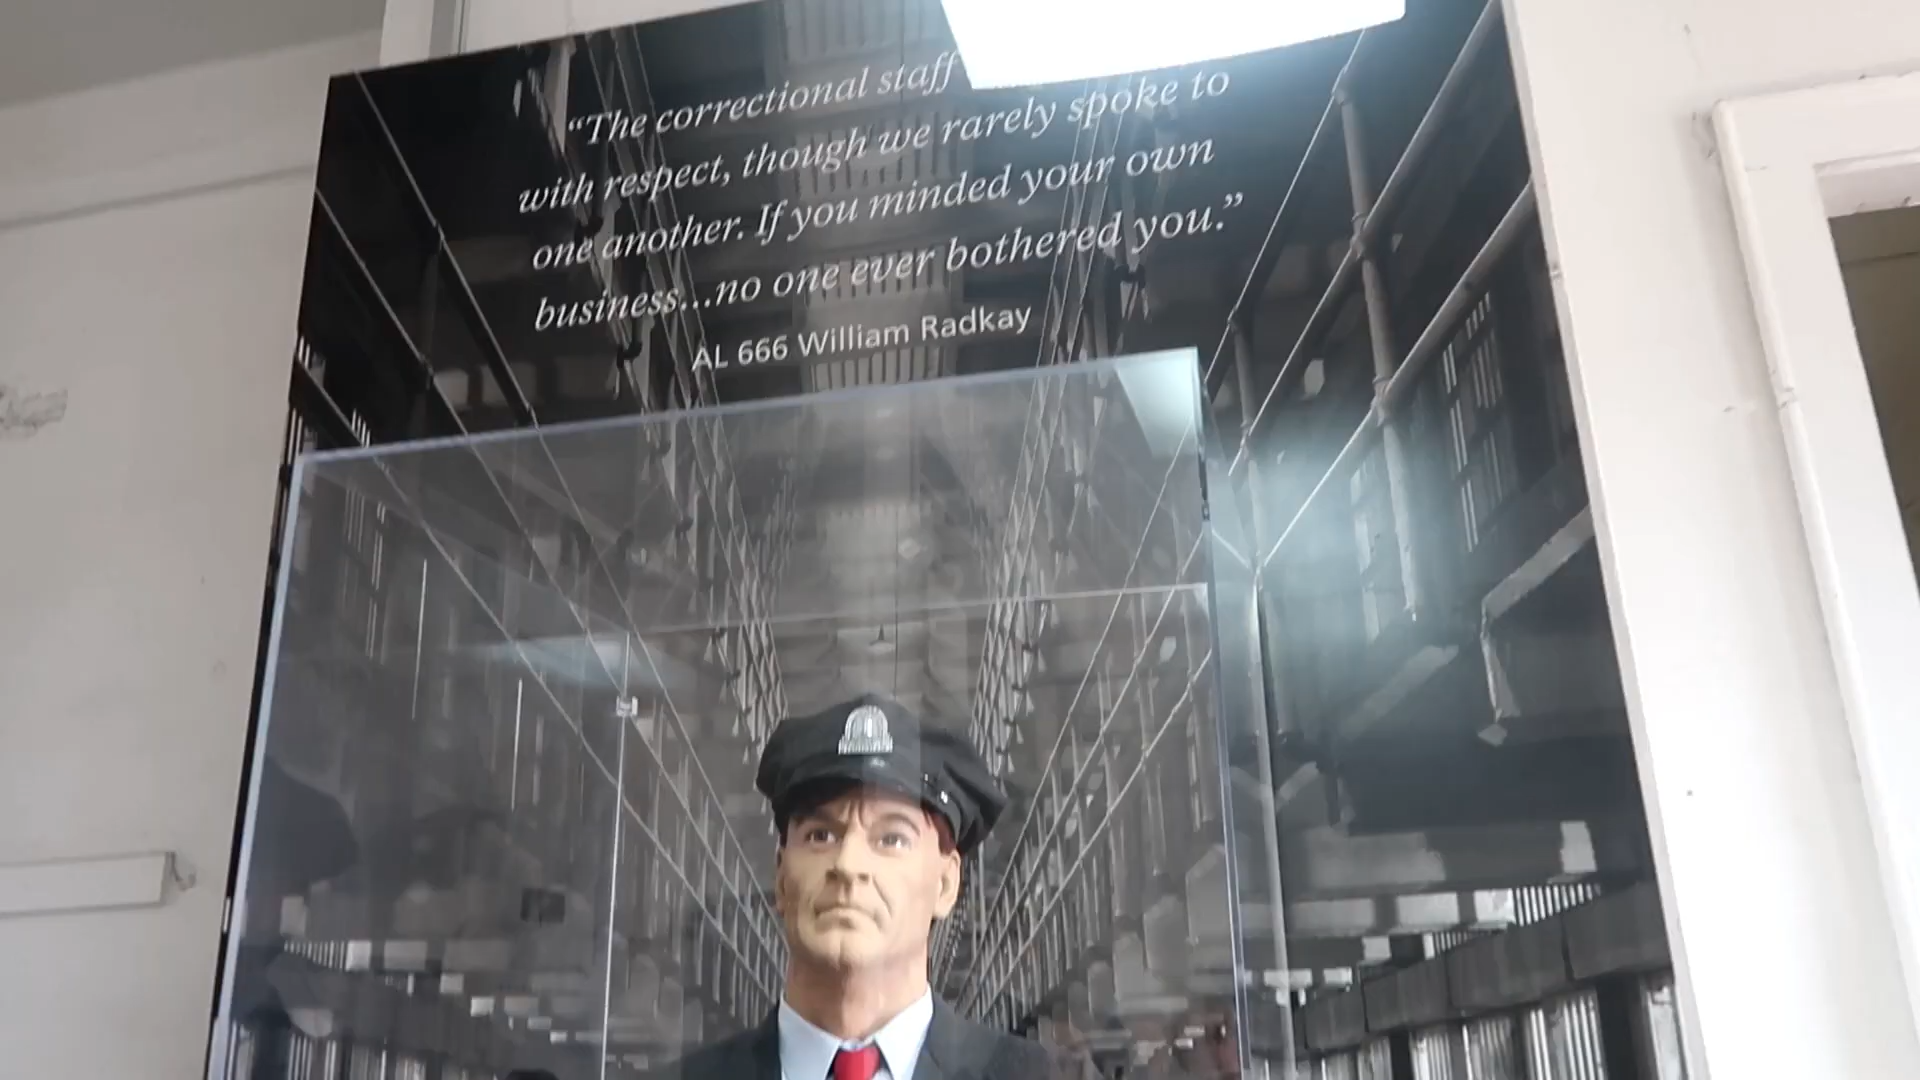 “The correctional staff
with respect, though we rarely spoke to
one another. If you minded your own
business...no one ever bothered you.”
AL 666 William Radkay